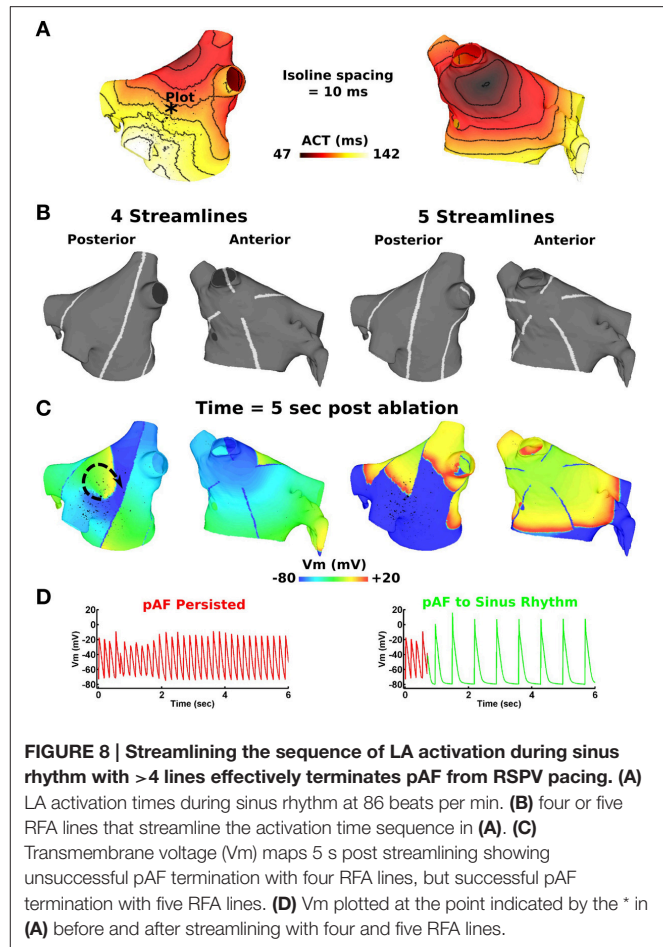 A
Plot
*
Isoline spacing
= 10 ms
ACT (ms)
47 142
B
4 Streamlines 5 Streamlines
Posterior Anterior Posterior Anterior
C
Time = 5 sec post ablation
Vm (mV)
-80 +20
D
pAF Persisted
Vm (mV)
20
0
-20
-40
-60
-80
0 2 4 6
Time (sec)
pAF to Sinus Rhythm
Vm (mV)
20
0
-20
-40
-60
-80
0 2 4 6
Time (sec)
FIGURE 8 | Streamlining the sequence of LA activation during sinus
rhythm with >4 lines effectively terminates pAF from RSPV pacing. (A)
LA activation times during sinus rhythm at 86 beats per min. (B) four or five
RFA lines that streamline the activation time sequence in (A). (C)
Transmembrane voltage (Vm) maps 5 s post streamlining showing
unsuccessful pAF termination with four RFA lines, but successful pAF
termination with five RFA lines. (D) Vm plotted at the point indicated by the * in
(A) before and after streamlining with four and five RFA lines.